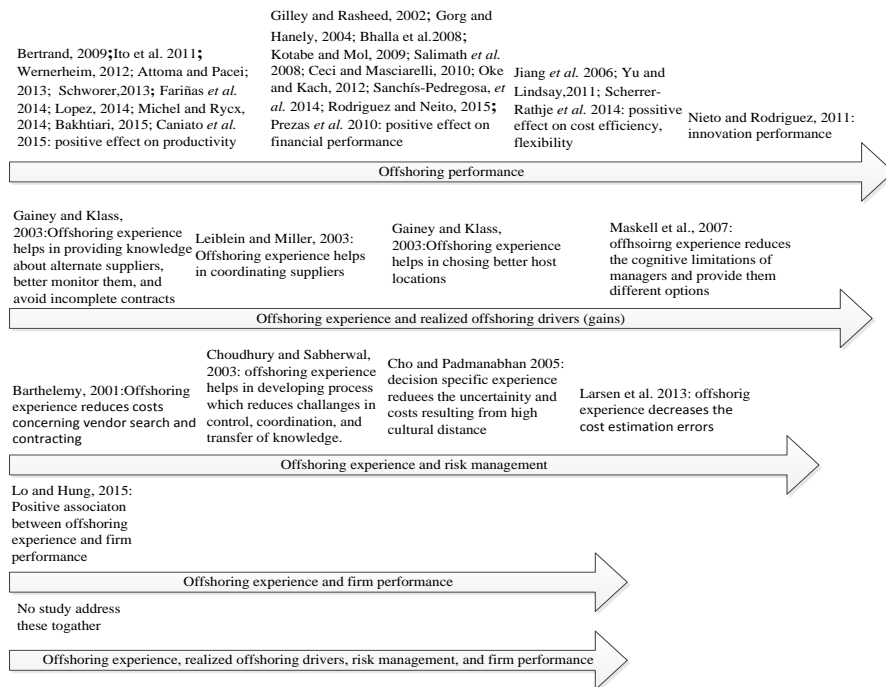 Bertrand, 2009;Ito et al. 2011;
Wernerheim, 2012; Attoma and Pacei;
2013; Schworer,2013; Fariñas et al.
2014; Lopez, 2014; Michel and Rycx,
2014; Bakhtiari, 2015; Caniato et al.
2015: positive effect on productivity
Gilley and Rasheed, 2002; Gorg and
Hanely, 2004; Bhalla et al.2008;
Kotabe and Mol, 2009; Salimath et al.
2008; Ceci and Masciarelli, 2010; Oke
and Kach, 2012; Sanchís-Pedregosa, et
al. 2014; Rodriguez and Neito, 2015;
Prezas et al. 2010: positive effect on
financial performance
Jiang et al. 2006; Yu and
Lindsay,2011; Scherrer-
Rathje et al. 2014: possitive
effect on cost efficiency,
flexibility
Nieto and Rodriguez, 2011:
innovation performance
Offshoring performance
Gainey and Klass,
2003:Offshoring experience
helps in providing knowledge
about alternate suppliers,
better monitor them, and
avoid incomplete contracts
Leiblein and Miller, 2003:
Offshoring experience helps
in coordinating suppliers
Gainey and Klass,
2003:Offshoring experience
helps in chosing better host
locations
Maskell et al., 2007:
offhsoirng experience reduces
the cognitive limitations of
managers and provide them
different options
Offshoring experience and realized offshoring drivers (gains)
Barthelemy, 2001:Offshoring
experience reduces costs
concerning vendor search and
contracting
Choudhury and Sabherwal,
2003: offshoring experience
helps in developing process
which reduces challanges in
control, coordination, and
transfer of knowledge.
Cho and Padmanabhan 2005:
decision specific experience
reduees the uncertainity and
costs resulting from high
cultural distance
Larsen et al. 2013: offshorig
experience decreases the
cost estimation errors
Offshoring experience and risk management
Lo and Hung, 2015:
Positive associaton
between offshoring
experience and firm
performance
Offshoring experience and firm performance
No study address
these togather
Offshoring experience, realized offshoring drivers, risk management, and firm performance